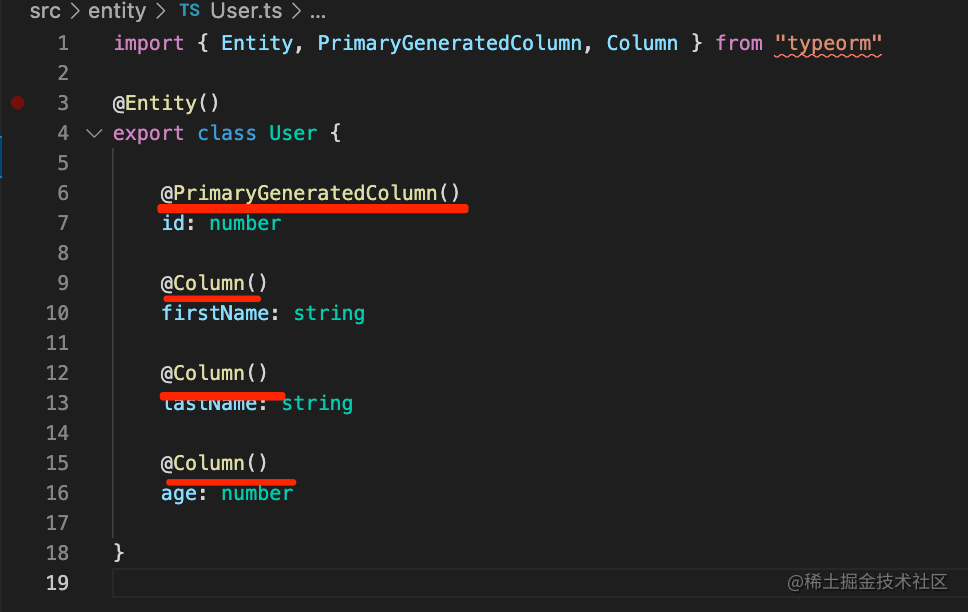 src > entity > TS User.ts > ...
1 import { Entity, PrimaryGeneratedColumn, Column } from "typeorm"
2
3 @Entity()
4 export class User {
5
6 @PrimaryGeneratedColumn()
7 id: number
8
9 @Column()
10 firstName: string
11
12 @Column()
13 lastName: string
14
15 @Column()
16 age: number
17
18 }
19
@稀土掘金技术社区